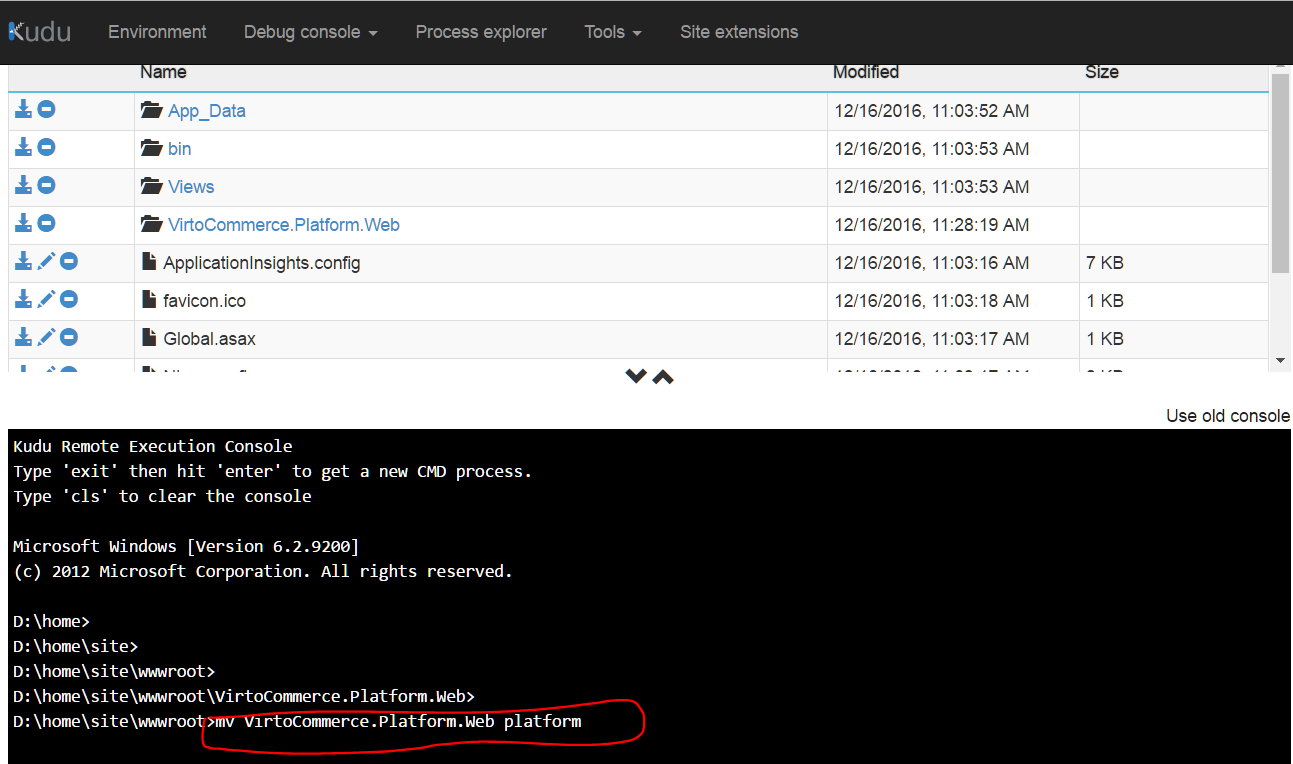 Kudu Environment Debug console Process explorer Tools Site extensions
Name Modified Size
App_Data 12/16/2016, 11:03:52 AM
bin 12/16/2016, 11:03:53 AM
Views 12/16/2016, 11:03:53 AM
VirtoCommerce.Platform.Web 12/16/2016, 11:28:19 AM
ApplicationInsights.config 12/16/2016, 11:03:16 AM 7 KB
favicon.ico 12/16/2016, 11:03:18 AM 1 KB
Global.asax 12/16/2016, 11:03:17 AM 1 KB
Use old console
Kudu Remote Execution Console
Type 'exit' then hit 'enter' to get a new CMD process.
Type 'cls' to clear the console
Microsoft Windows [Version 6.2.9200]
(c) 2012 Microsoft Corporation. All rights reserved.
D:\home>
D:\home\site>
D:\home\site\wwwroot>
D:\home\site\wwwroot\VirtoCommerce.Platform.Web>
D:\home\site\wwwroot>mv VirtoCommerce.Platform.Web platform